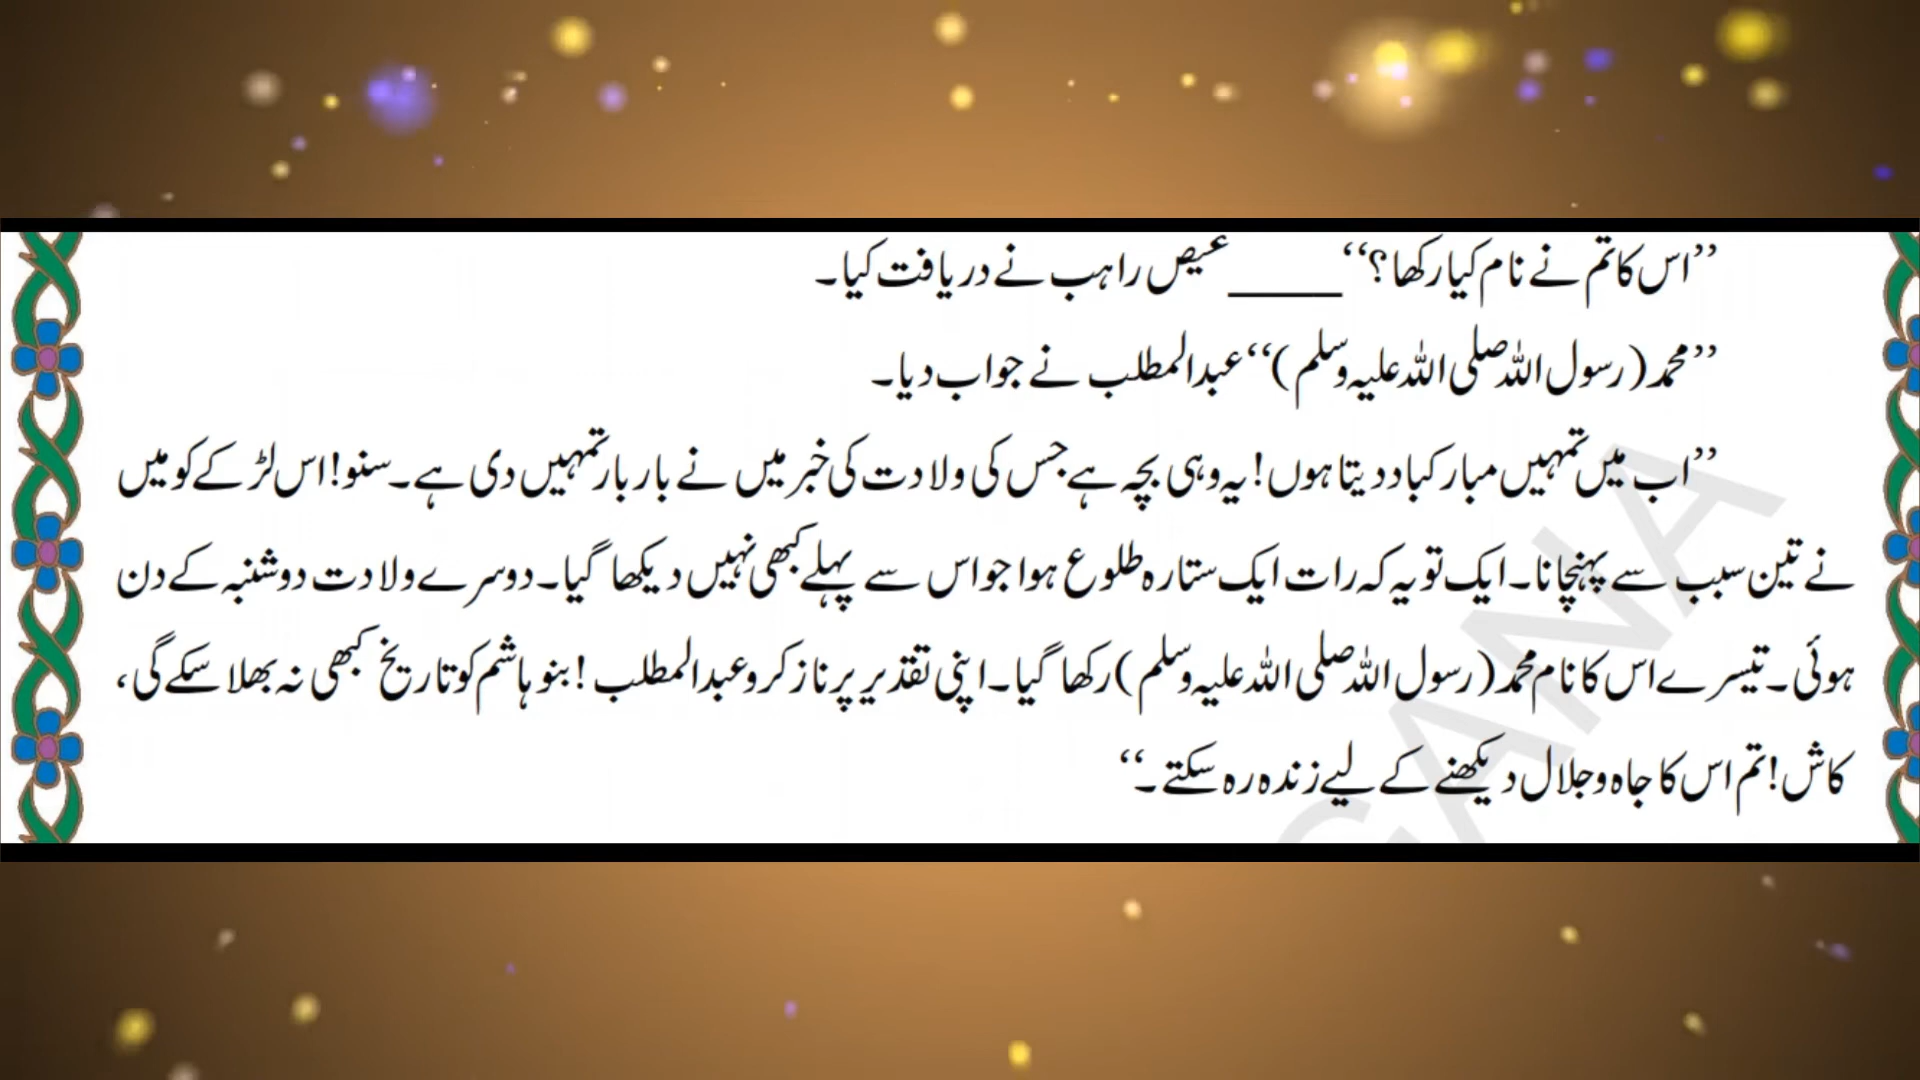 ’’اس کا تم نے نام کیا رکھا؟‘‘ ____ عیص راہب نے دریافت کیا۔
’’محمد (رسول اللہ صلی اللہ علیہ وسلم)‘‘ عبدالمطلب نے جواب دیا۔
’’اب میں تمہیں مبارکباد دیتا ہوں! یہ وہی بچہ ہے جس کی ولادت کی خبر میں نے بار بار تمہیں دی ہے۔ سنو! اس لڑکے کو میں
نے تین سبب سے پہنچانا۔ ایک تو یہ کہ رات ایک ستارہ طلوع ہوا جو اس سے پہلے کبھی نہیں دیکھا گیا۔ دوسرے ولادت دوشنبہ کے دن
ہوئی۔ تیسرے اس کا نام محمد (رسول اللہ صلی اللہ علیہ وسلم) رکھا گیا۔ اپنی تقدیر پر ناز کرو عبدالمطلب! بنو ہاشم کو تاریخ کبھی نہ بھلا سکے گی،
کاش! تم اس کا جاہ و جلال دیکھنے کے لیے زندہ رہ سکتے۔‘‘
GANA